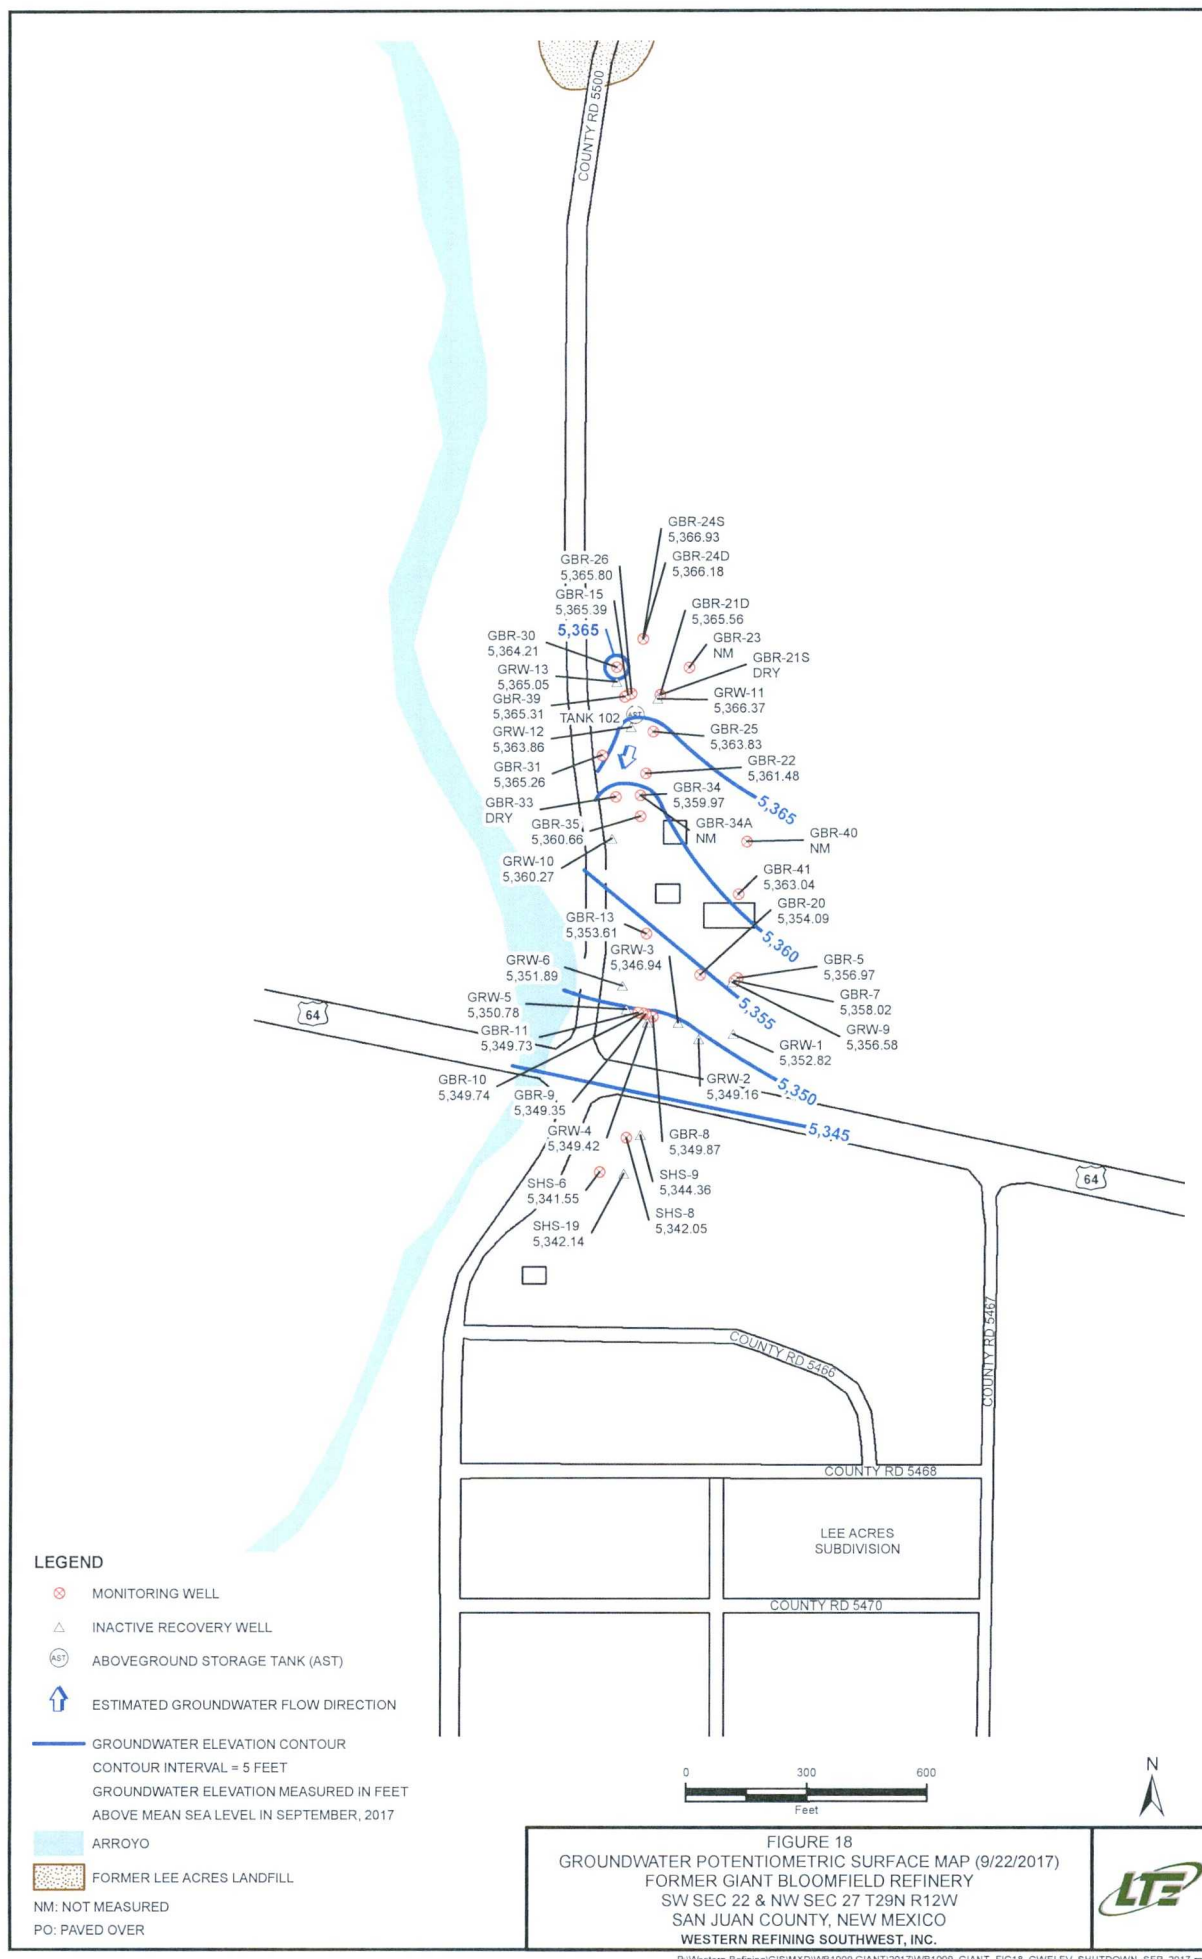 COUNTY RD 5500
GBR-24S
5,366.93
GBR-24D
5,366.18
GBR-26
5,365.80
GBR-15
5,365.39
5,365
GBR-21D
5,365.56
GBR-23
NM
GBR-21S
DRY
GBR-30
5,364.21
GRW-13
5,365.05
GBR-39
5,365.31
GRW-11
5,366.37
TANK 102
AST
GRW-12
5,363.86
GBR-25
5,363.83
GBR-31
5,365.26
GBR-22
5,361.48
GBR-33
DRY
GBR-34
5,359.97
5,365
GBR-35
5,360.66
GBR-34A
NM
GBR-40
NM
GRW-10
5,360.27
GBR-41
5,363.04
GBR-20
5,354.09
GBR-13
5,353.61
GRW-3
5,346.94
5,360
GRW-6
5,351.89
GBR-5
5,356.97
GBR-7
5,358.02
GRW-9
5,356.58
GRW-5
5,350.78
5,355
64
GBR-11
5,349.73
GRW-1
5,352.82
GBR-10
5,349.74
GBR-9
5,349.35
GRW-2
5,349.16
5,350
GRW-4
5,349.42
GBR-8
5,349.87
5,345
SHS-6
5,341.55
SHS-9
5,344.36
64
SHS-19
5,342.14
SHS-8
5,342.05
COUNTY RD 5467
COUNTY RD 5466
COUNTY RD 5468
LEE ACRES
SUBDIVISION
COUNTY RD 5470
LEGEND
MONITORING WELL
INACTIVE RECOVERY WELL
AST
ABOVEGROUND STORAGE TANK (AST)
ESTIMATED GROUNDWATER FLOW DIRECTION
GROUNDWATER ELEVATION CONTOUR
CONTOUR INTERVAL = 5 FEET
GROUNDWATER ELEVATION MEASURED IN FEET
ABOVE MEAN SEA LEVEL IN SEPTEMBER, 2017
ARROYO
FORMER LEE ACRES LANDFILL
NM: NOT MEASURED
PO: PAVED OVER
0 300 600
Feet
N
FIGURE 18
GROUNDWATER POTENTIOMETRIC SURFACE MAP (9/22/2017)
FORMER GIANT BLOOMFIELD REFINERY
SW SEC 22 & NW SEC 27 T29N R12W
SAN JUAN COUNTY, NEW MEXICO
WESTERN REFINING SOUTHWEST, INC.
LTE